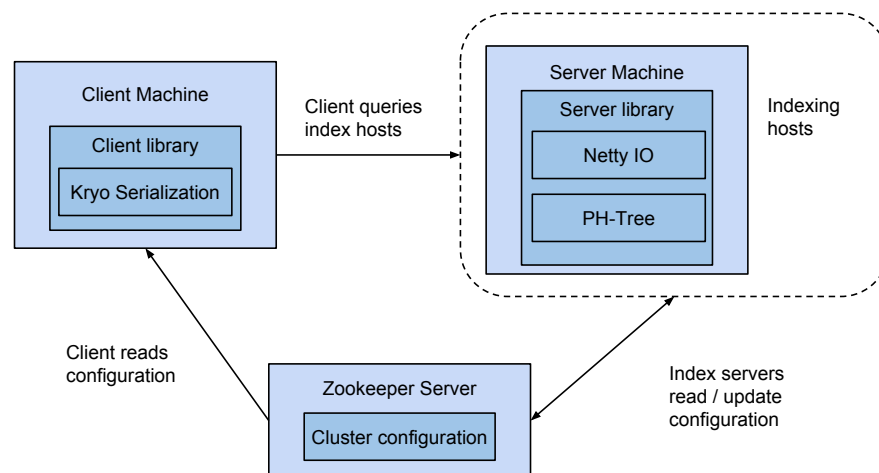 Client Machine
Client library
Kryo Serialization
Client queries
index hosts
Server Machine
Server library
Netty IO
PH-Tree
Indexing
hosts
Client reads
configuration
Zookeeper Server
Cluster configuration
Index servers
read / update
configuration